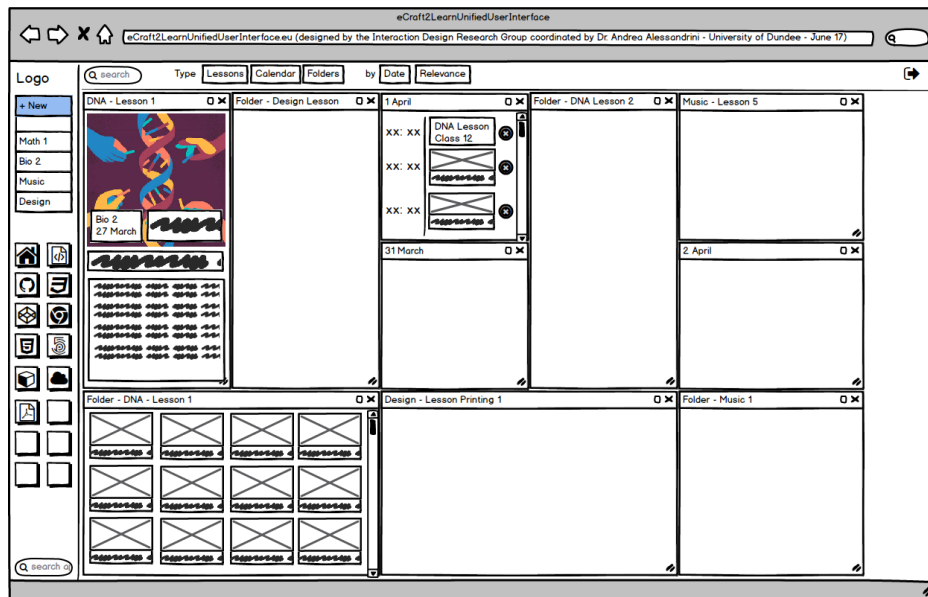 eCraft2LearnUnifiedUserInterface
eCraft2LearnUnifiedUserInterface.eu (designed by the Interaction Design Research Group coordinated by Dr. Andrea Alessandrini - University of Dundee - June 17)
Logo
search
Type
Lessons
Calendar
Folders
by
Date
Relevance
+ New
Math 1
Bio 2
Music
Design
DNA - Lesson 1
Bio 2
27 March
Folder - Design Lesson
1 April
xx: xx
DNA Lesson
Class 12
xx: xx
xx: xx
31 March
Folder - DNA Lesson 2
Music - Lesson 5
2 April
Folder - DNA - Lesson 1
Design - Lesson Printing 1
Folder - Music 1
search